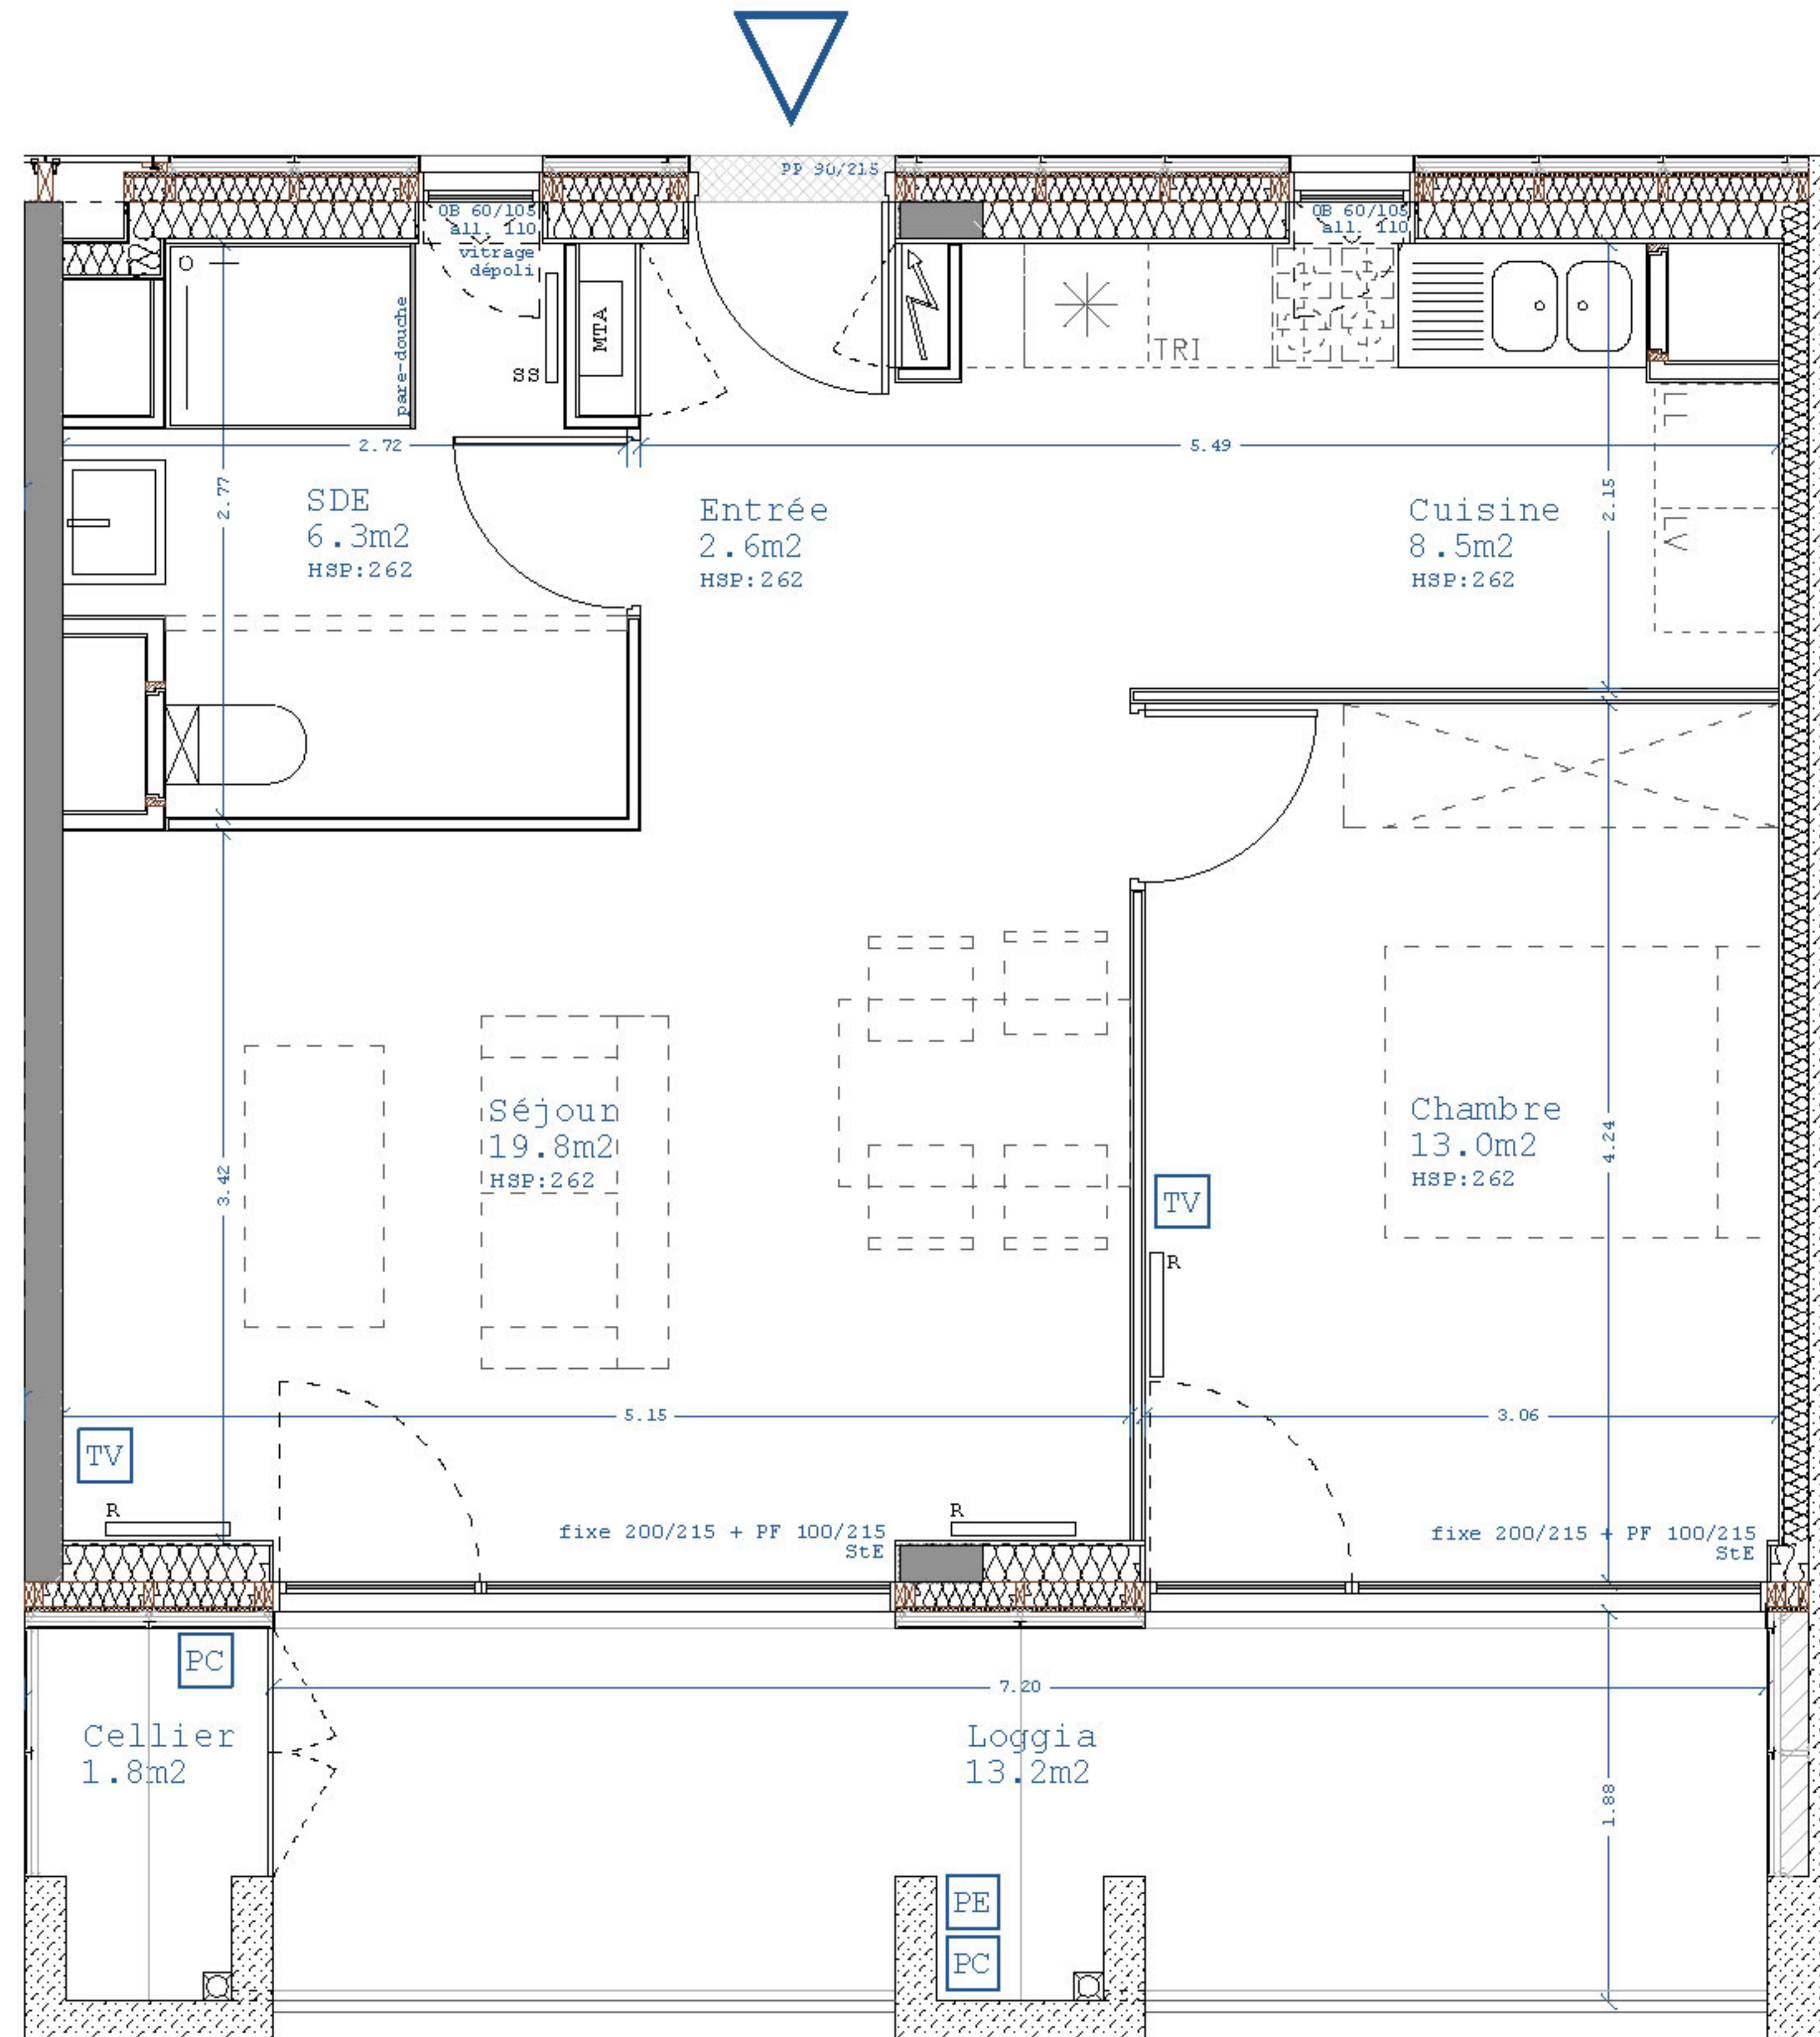 PP 90/215
OB 60/105
all. 110
vitrage
dépoli
OB 60/105
all. 110
pare-douche
MTA
SS
TRI
LL
LV
2.72
5.49
2.77
2.15
SDE
6.3m2
HSP:262
Entrée
2.6m2
HSP:262
Cuisine
8.5m2
HSP:262
Séjour
19.8m2
HSP:262
Chambre
13.0m2
HSP:262
3.42
4.24
TV
R
5.15
3.06
TV
R
R
fixe 200/215 + PF 100/215
StE
fixe 200/215 + PF 100/215
StE
PC
7.20
Cellier
1.8m2
Loggia
13.2m2
1.88
PE
PC